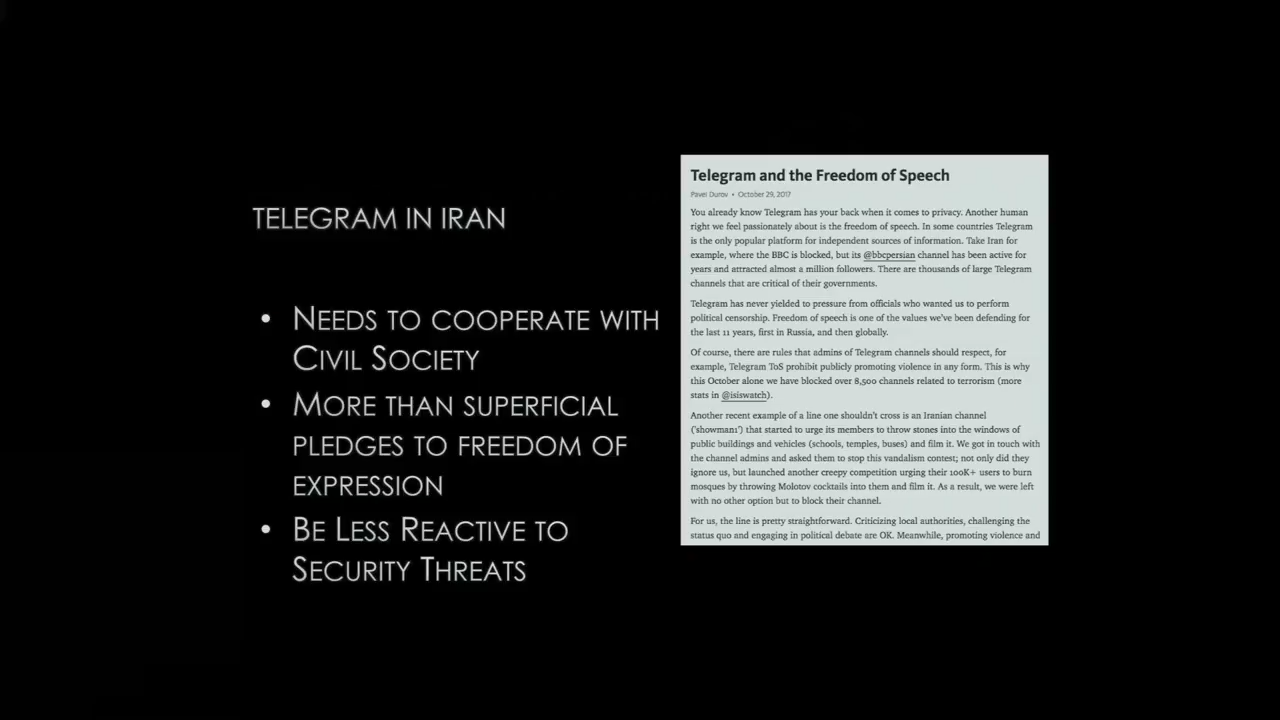 TELEGRAM IN IRAN
• NEEDS TO COOPERATE WITH
CIVIL SOCIETY
• MORE THAN SUPERFICIAL
PLEDGES TO FREEDOM OF
EXPRESSION
• BE LESS REACTIVE TO
SECURITY THREATS
Telegram and the Freedom of Speech
Pavel Durov • October 29, 2017
You already know Telegram has your back when it comes to privacy. Another human
right we feel passionately about is the freedom of speech. In some countries Telegram
is the only popular platform for independent sources of information. Take Iran for
example, where the BBC is blocked, but its @bbcpersian channel has been active for
years and attracted almost a million followers. There are thousands of large Telegram
channels that are critical of their governments.
Telegram has never yielded to pressure from officials who wanted us to perform
political censorship. Freedom of speech is one of the values we've been defending for
the last 11 years, first in Russia, and then globally.
Of course, there are rules that admins of Telegram channels should respect, for
example, Telegram ToS prohibit publicly promoting violence in any form. This is why
this October alone we have blocked over 8,500 channels related to terrorism (more
stats in @isiswatch).
Another recent example of a line one shouldn't cross is an Iranian channel
('showman1') that started to urge its members to throw stones into the windows of
public buildings and vehicles (schools, temples, buses) and film it. We got in touch with
the channel admins and asked them to stop this vandalism contest; not only did they
ignore us, but launched another creepy competition urging their 100K+ users to burn
mosques by throwing Molotov cocktails into them and film it. As a result, we were left
with no other option but to block their channel.
For us, the line is pretty straightforward. Criticizing local authorities, challenging the
status quo and engaging in political debate are OK. Meanwhile, promoting violence and